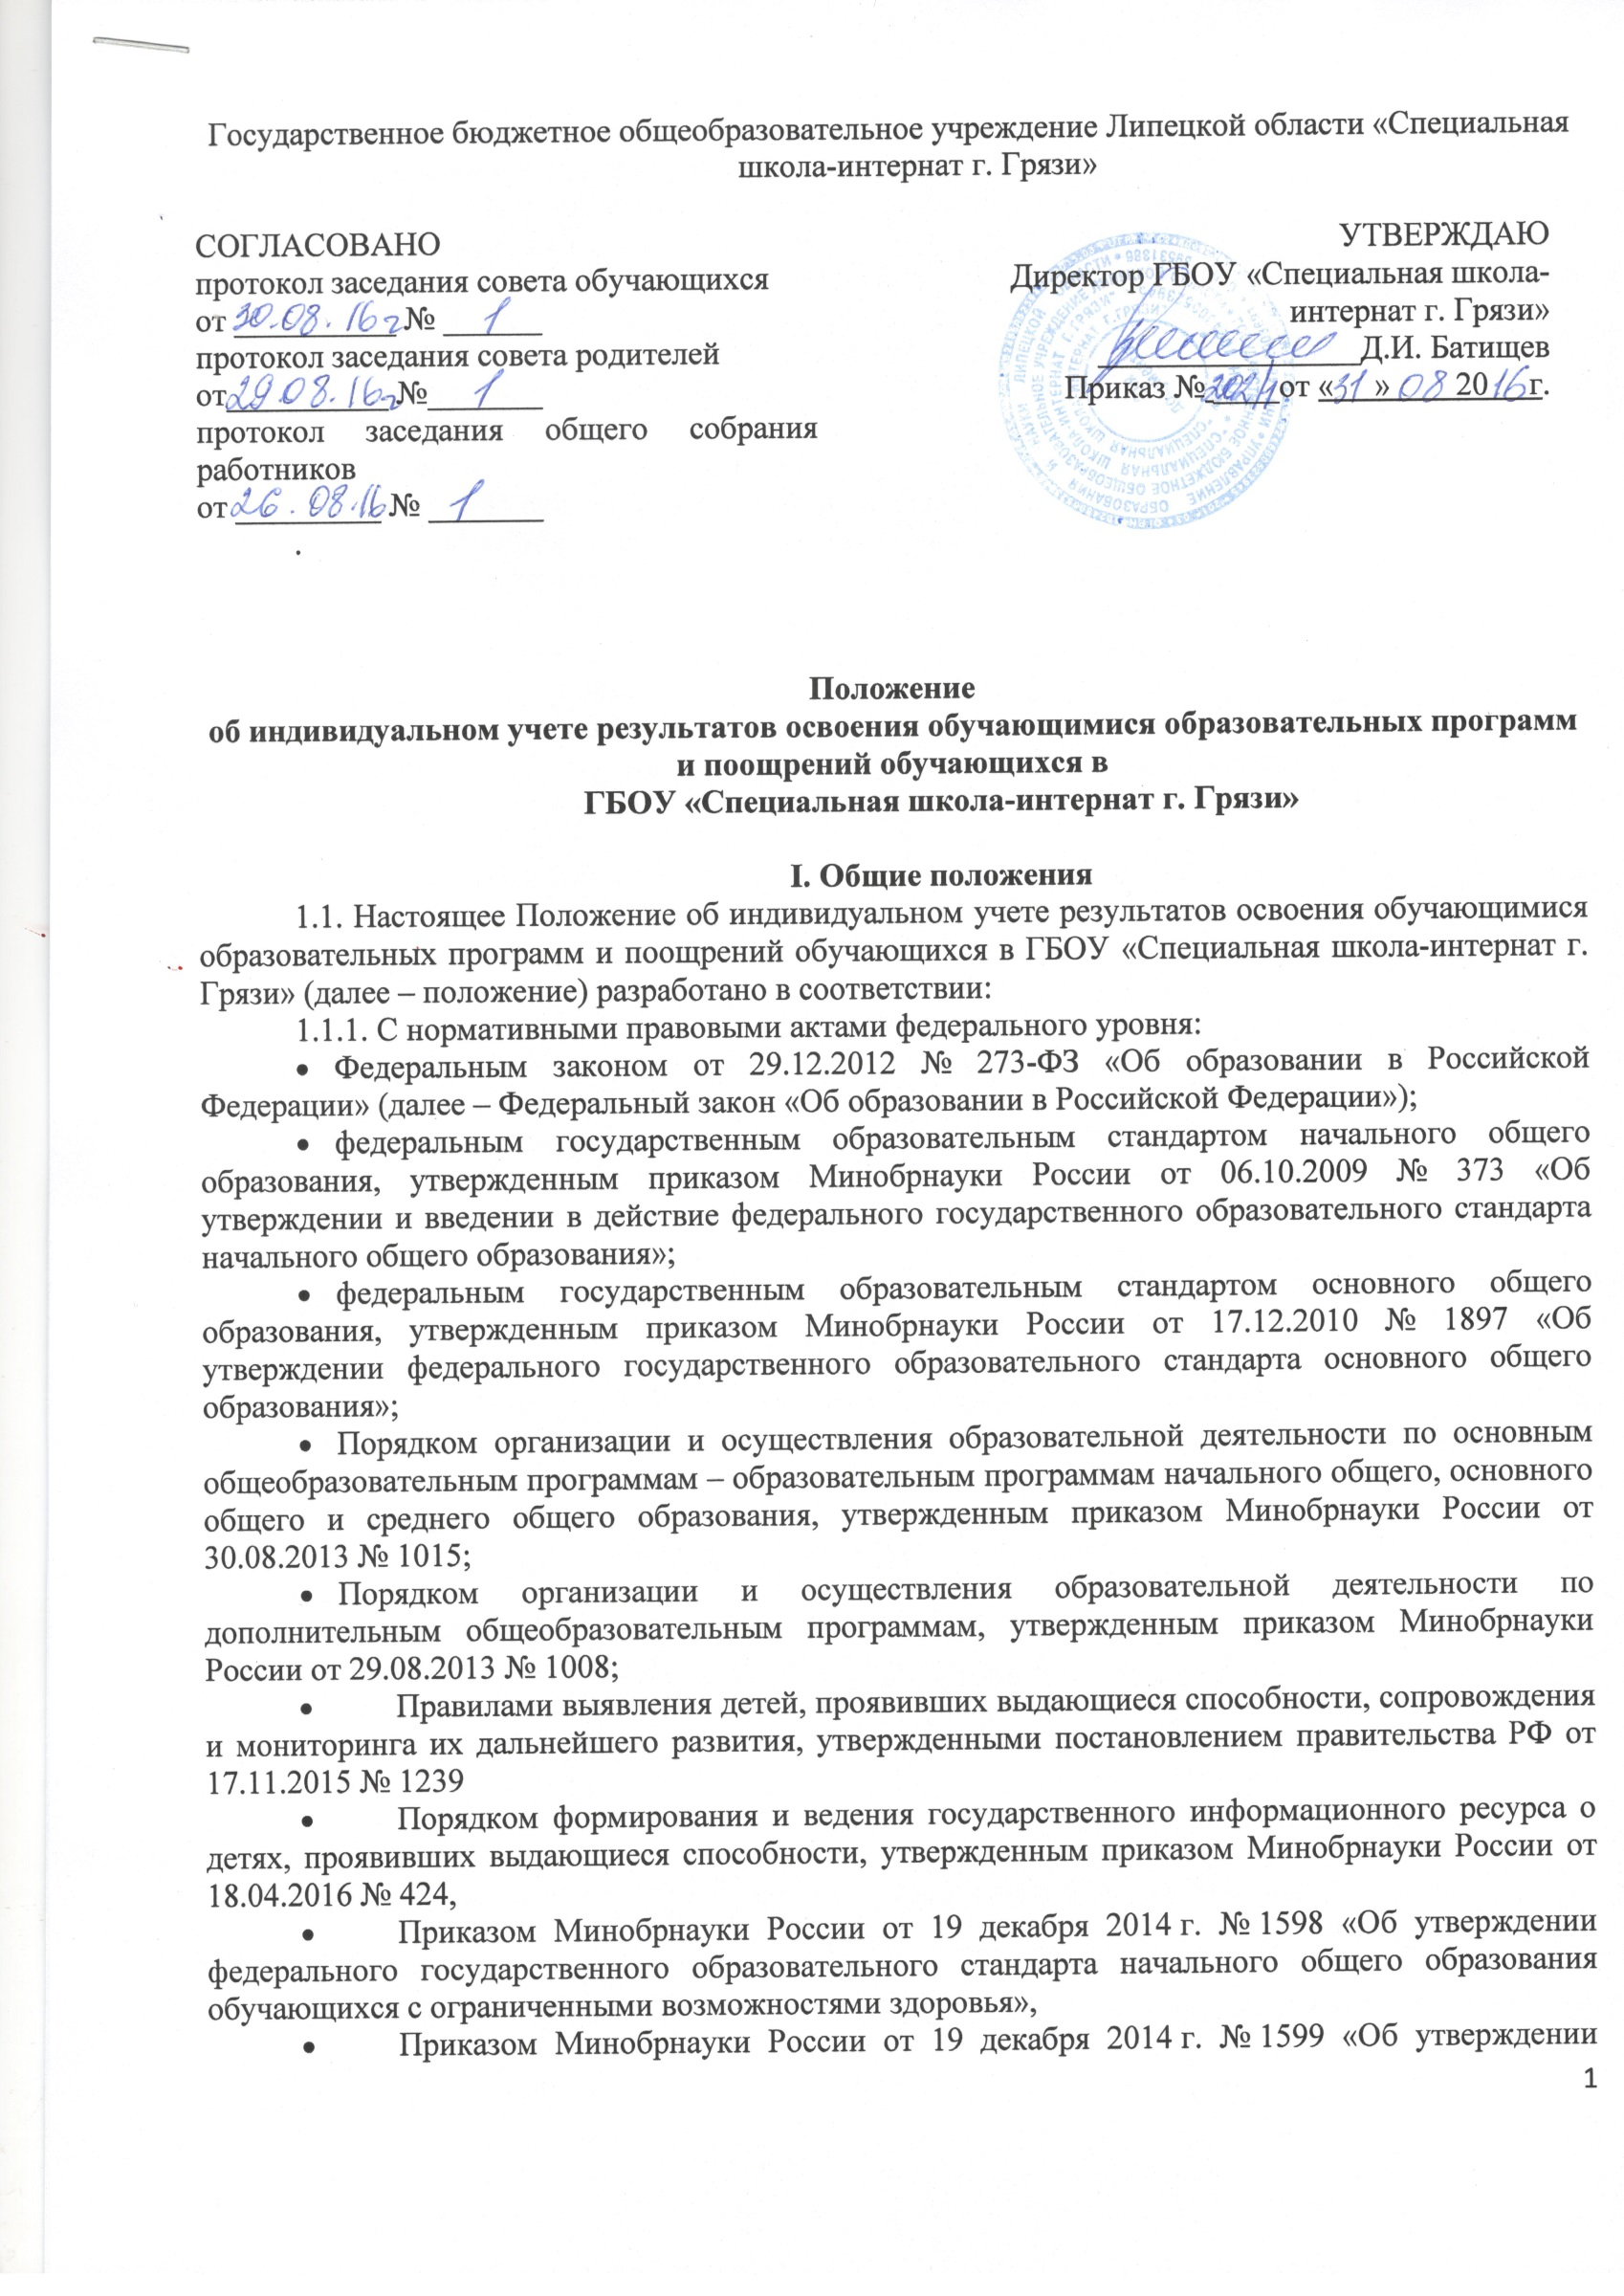 Государственное бюджетное общеобразовательное учреждение Липецкой области «Специальная
школа-интернат г. Грязи»
СОГЛАСОВАНО
протокол заседания совета обучающихся
от 30.08.16г № 1
протокол заседания совета родителей
от 29.08.16г № 1
протокол заседания общего собрания
работников
от 26.08.16 № 1
УТВЕРЖДАЮ
Директор ГБОУ «Специальная школа-
интернат г. Грязи»
Д.И. Батищев
Приказ № от «31» 08 2016 г.
Положение
об индивидуальном учете результатов освоения обучающимися образовательных программ
и поощрений обучающихся в
ГБОУ «Специальная школа-интернат г. Грязи»
I. Общие положения
1.1. Настоящее Положение об индивидуальном учете результатов освоения обучающимися
образовательных программ и поощрений обучающихся в ГБОУ «Специальная школа-интернат г.
Грязи» (далее – положение) разработано в соответствии:
1.1.1. С нормативными правовыми актами федерального уровня:
• Федеральным законом от 29.12.2012 № 273-ФЗ «Об образовании в Российской
Федерации» (далее – Федеральный закон «Об образовании в Российской Федерации»);
• федеральным государственным образовательным стандартом начального общего
образования, утвержденным приказом Минобрнауки России от 06.10.2009 № 373 «Об
утверждении и введении в действие федерального государственного образовательного стандарта
начального общего образования»;
• федеральным государственным образовательным стандартом основного общего
образования, утвержденным приказом Минобрнауки России от 17.12.2010 № 1897 «Об
утверждении федерального государственного образовательного стандарта основного общего
образования»;
• Порядком организации и осуществления образовательной деятельности по основным
общеобразовательным программам – образовательным программам начального общего, основного
общего и среднего общего образования, утвержденным приказом Минобрнауки России от
30.08.2013 № 1015;
• Порядком организации и осуществления образовательной деятельности по
дополнительным общеобразовательным программам, утвержденным приказом Минобрнауки
России от 29.08.2013 № 1008;
• Правилами выявления детей, проявивших выдающиеся способности, сопровождения
и мониторинга их дальнейшего развития, утвержденными постановлением правительства РФ от
17.11.2015 № 1239
• Порядком формирования и ведения государственного информационного ресурса о
детях, проявивших выдающиеся способности, утвержденным приказом Минобрнауки России от
18.04.2016 № 424,
• Приказом Минобрнауки России от 19 декабря 2014 г. № 1598 «Об утверждении
федерального государственного образовательного стандарта начального общего образования
обучающихся с ограниченными возможностями здоровья»,
• Приказом Минобрнауки России от 19 декабря 2014 г. № 1599 «Об утверждении
1